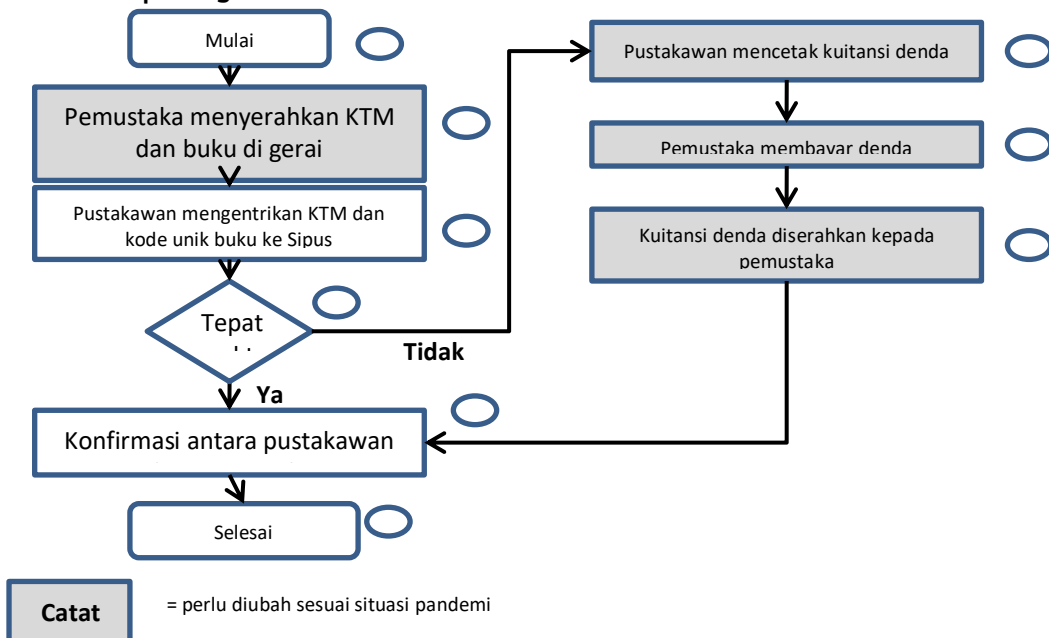 Mulai
Pemustaka menyerahkan KTM
dan buku di gerai
Pustakawan mengentrikan KTM dan
kode unik buku ke Sipus
Tepat
Tidak
Ya
Konfirmasi antara pustakawan
Selesai
Pustakawan mencetak kuitansi denda
Pemustaka membayar denda
Kuitansi denda diserahkan kepada
pemustaka
Catat
= perlu diubah sesuai situasi pandemi